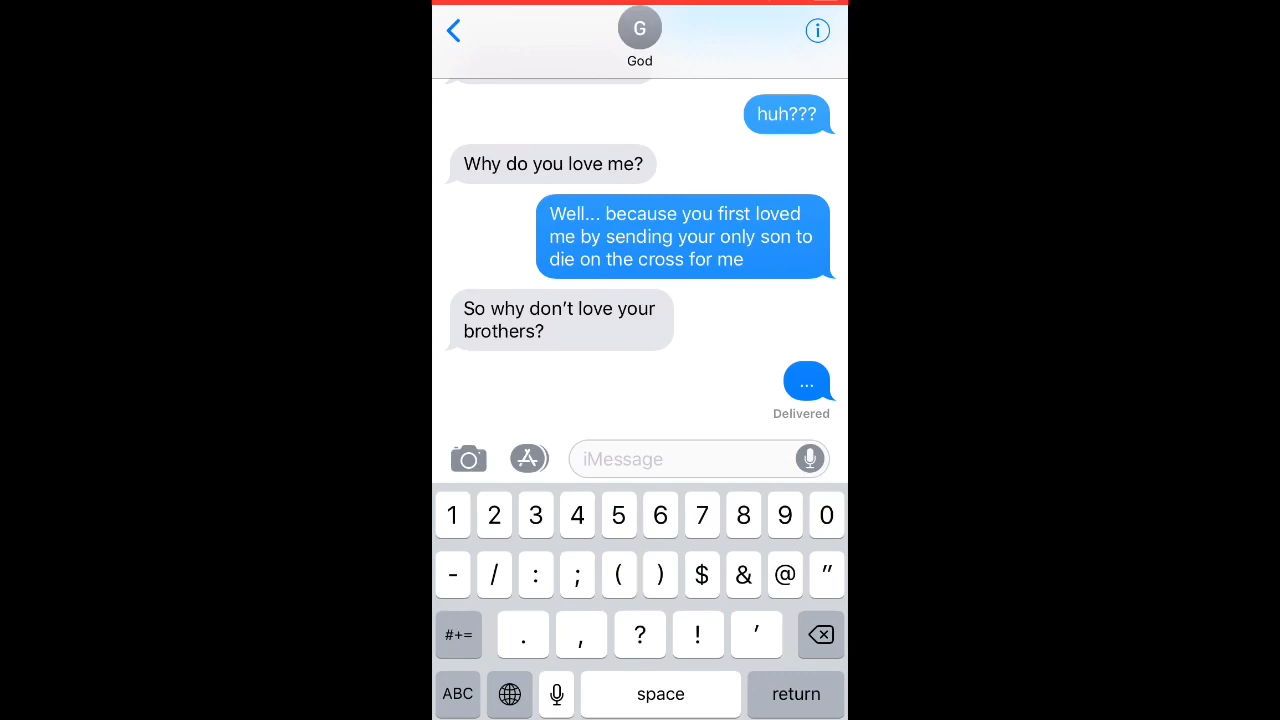 G
God
huh???
Why do you love me?
Well... because you first loved
me by sending your only son to
die on the cross for me
So why don't love your
brothers?
...
Delivered
iMessage
1 2 3 4 5 6 7 8 9 0
- / : ; ( ) $ & @ "
#+= . , ? ! '
ABC space return